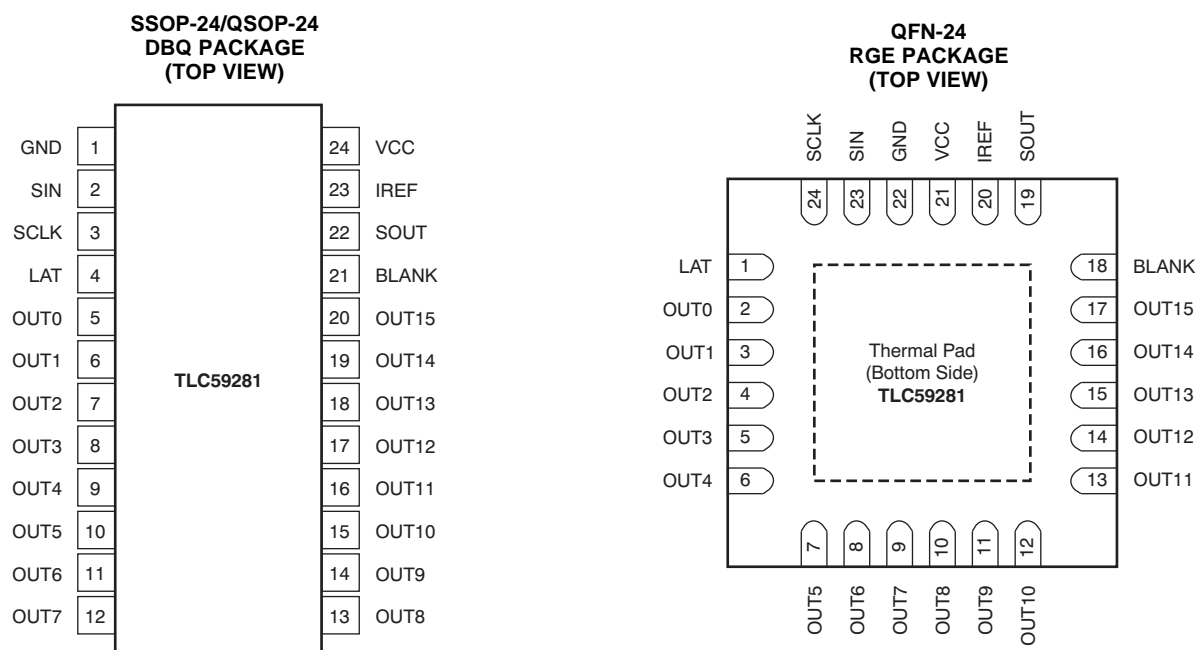 SSOP-24/QSOP-24
DBQ PACKAGE
(TOP VIEW)
GND 1 24 VCC
SIN 2 23 IREF
SCLK 3 22 SOUT
LAT 4 21 BLANK
OUT0 5 20 OUT15
OUT1 6 19 OUT14
OUT2 7 18 OUT13
OUT3 8 17 OUT12
OUT4 9 16 OUT11
OUT5 10 15 OUT10
OUT6 11 14 OUT9
OUT7 12 13 OUT8
TLC59281
QFN-24
RGE PACKAGE
(TOP VIEW)
SCLK SIN GND VCC IREF SOUT
24 23 22 21 20 19
LAT 1 18 BLANK
OUT0 2 17 OUT15
OUT1 3 16 OUT14
OUT2 4 15 OUT13
OUT3 5 14 OUT12
OUT4 6 13 OUT11
Thermal Pad
(Bottom Side)
TLC59281
7 8 9 10 11 12
OUT5 OUT6 OUT7 OUT8 OUT9 OUT10